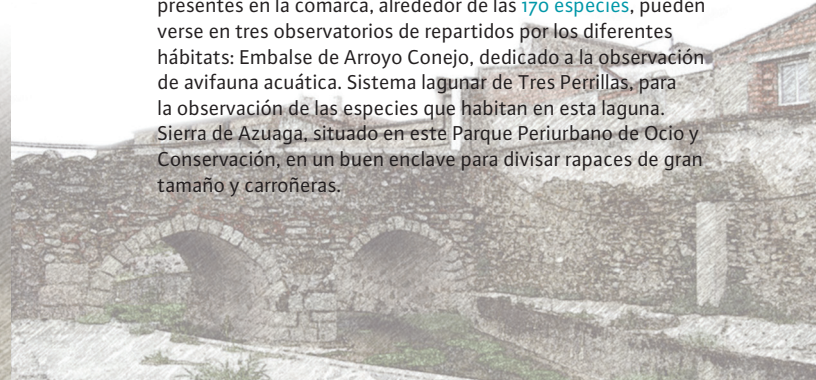 presentes en la comarca, alrededor de las 170 especies, pueden
verse en tres observatorios de repartidos por los diferentes
hábitats: Embalse de Arroyo Conejo, dedicado a la observación
de avifauna acuática. Sistema lagunar de Tres Perrillas, para
la observación de las especies que habitan en esta laguna.
Sierra de Azuaga, situado en este Parque Periurbano de Ocio y
Conservación, en un buen enclave para divisar rapaces de gran
tamaño y carroñeras.